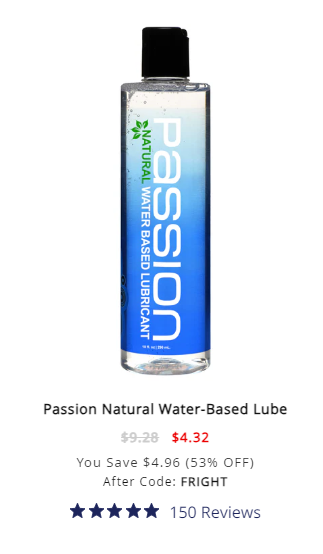 PASSION
NATURAL WATER BASED LUBRICANT
Passion Natural Water-Based Lube
$9.28 $4.32
You Save $4.96 (53% OFF)
After Code: FRIGHT
150 Reviews